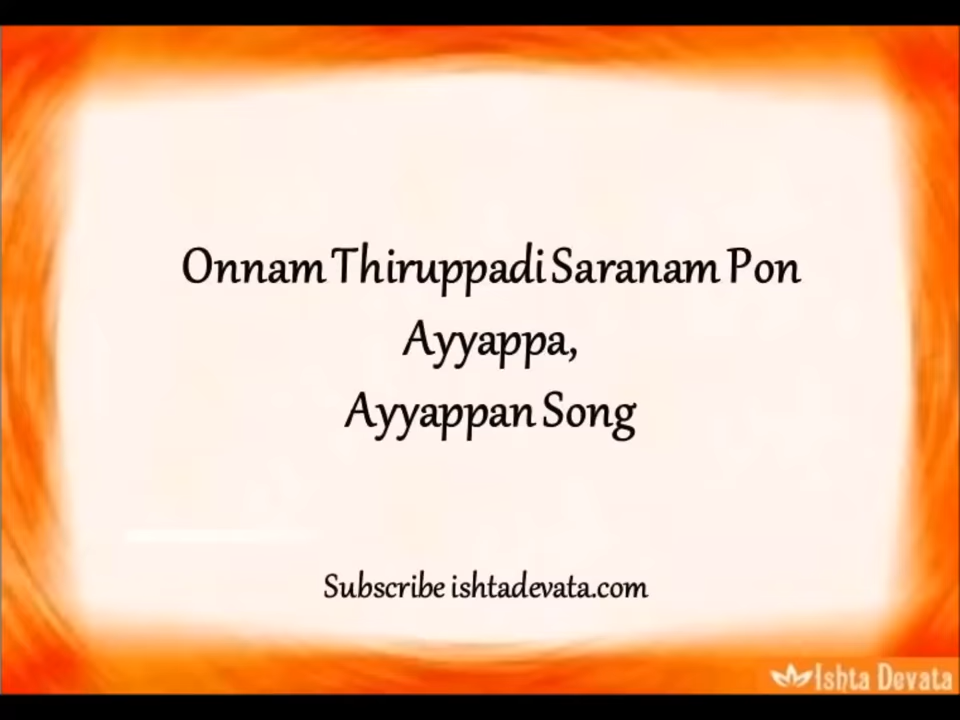 Onnam Thiruppadi Saranam Pon
Ayyappa,
Ayyappan Song
Subscribe ishtadevata.com
Ishta Devata